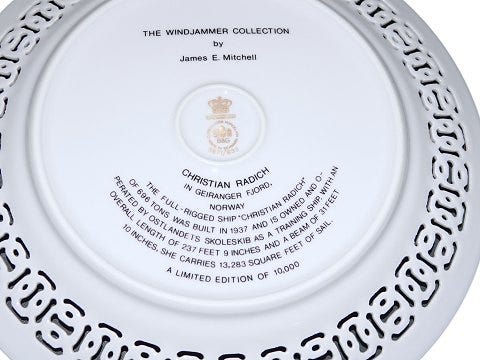 THE WINDJAMMER COLLECTION
by
James E. Mitchell
B&G
CHRISTIAN RADICH
IN GEIRANGER FJORD,
NORWAY
THE FULL-RIGGED SHIP "CHRISTIAN RADICH"
OF 696 TONS WAS BUILT IN 1937 AND IS OWNED AND O-
PERATED BY OSTLANDETS SKOLESKIB AS A TRAINING SHIP WITH AN
OVERALL LENGTH OF 237 FEET 9 INCHES AND A BEAM OF 31 FEET
10 INCHES, SHE CARRIES 13,283 SQUARE FEET OF SAIL
A LIMITED EDITION OF 10,000